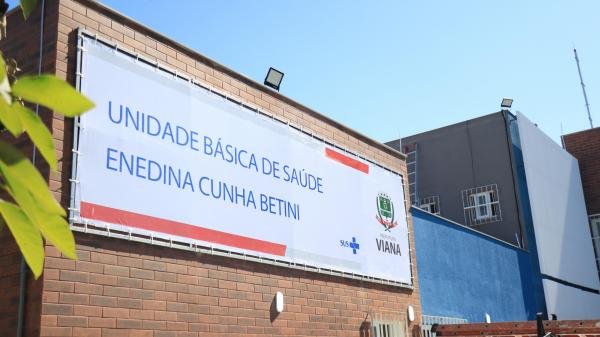 UNIDADE BÁSICA DE SAÚDE
ENEDINA CUNHA BETINI
SUS
VIANA